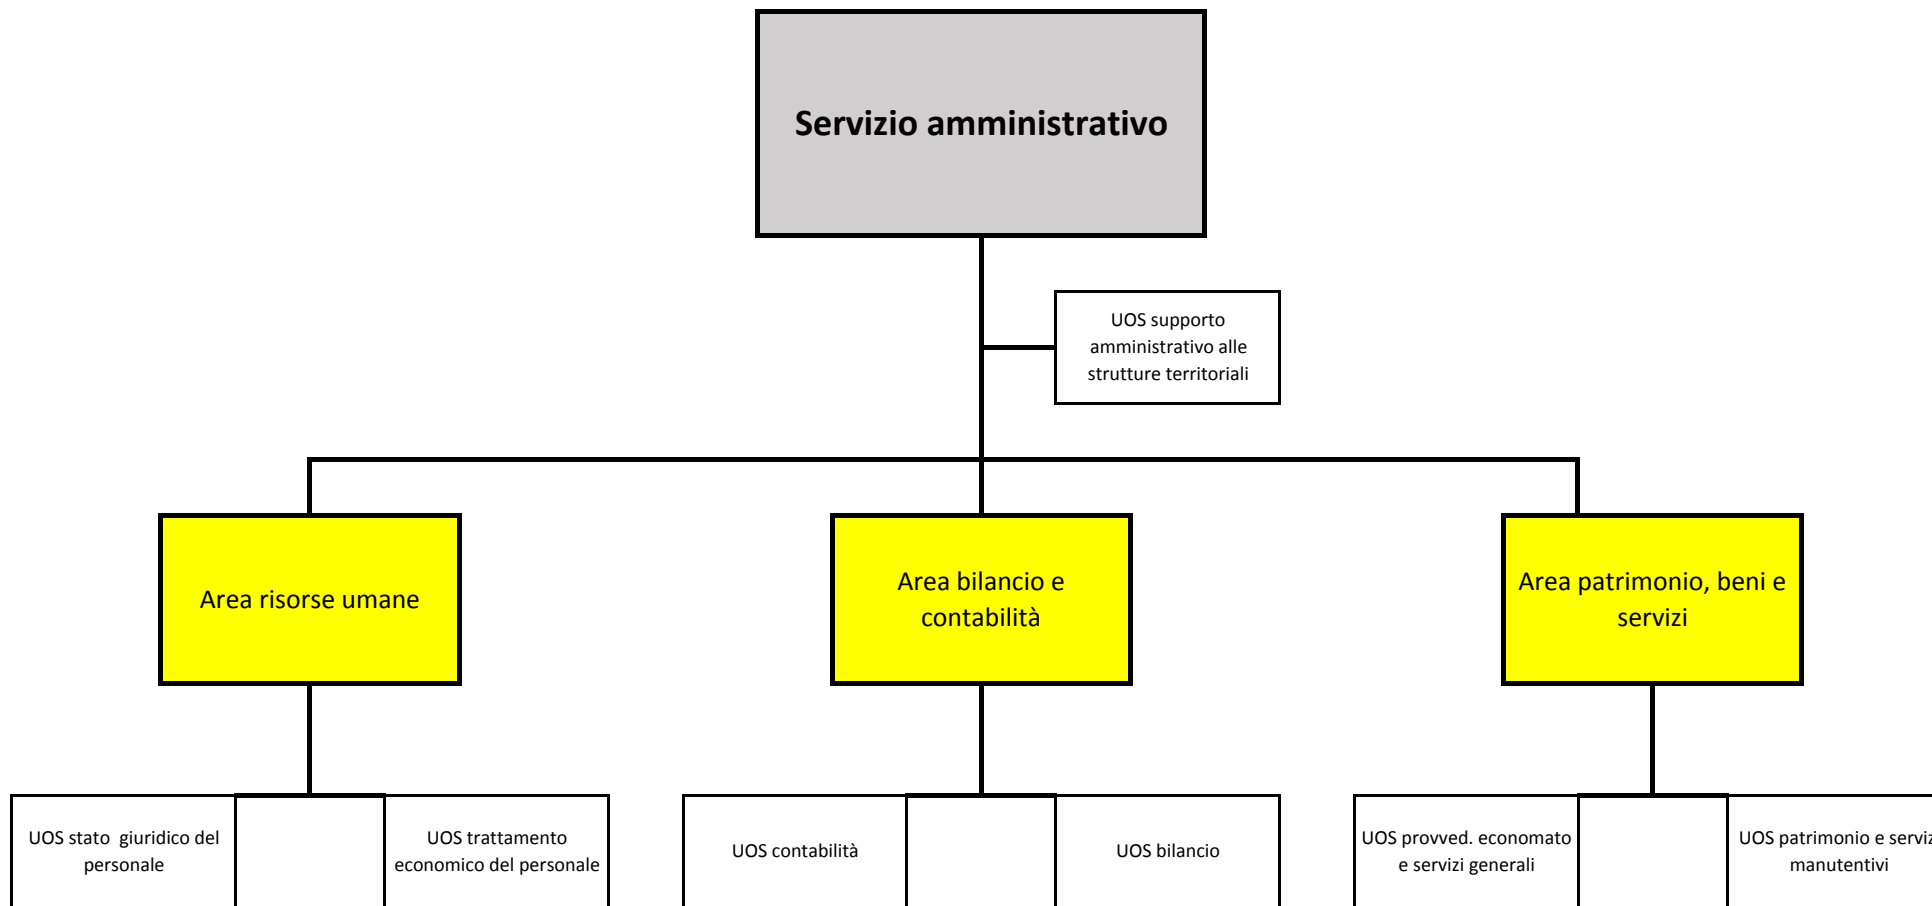 Servizio amministrativo
UOS supporto
amministrativo alle
strutture territoriali
Area risorse umane
Area bilancio e
contabilità
Area patrimonio, beni e
servizi
UOS stato  giuridico del
personale
UOS trattamento
economico del personale
UOS contabilità
UOS bilancio
UOS provved. economato
e servizi generali
UOS patrimonio e serviz
manutentivi